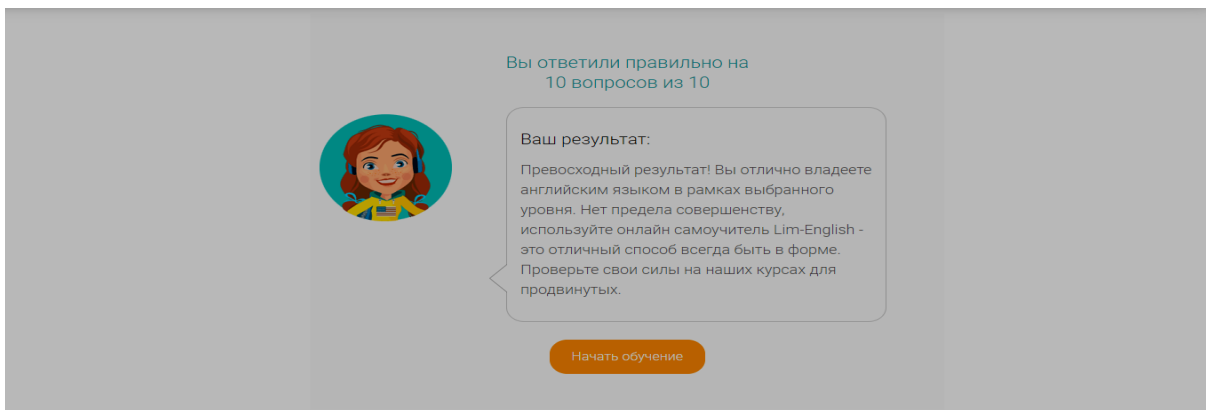 Вы ответили правильно на
10 вопросов из 10
Ваш результат:
Превосходный результат! Вы отлично владеете
английским языком в рамках выбранного
уровня. Нет предела совершенству,
используйте онлайн самоучитель Lim-English -
это отличный способ всегда быть в форме.
Проверьте свои силы на наших курсах для
продвинутых.
Начать обучение